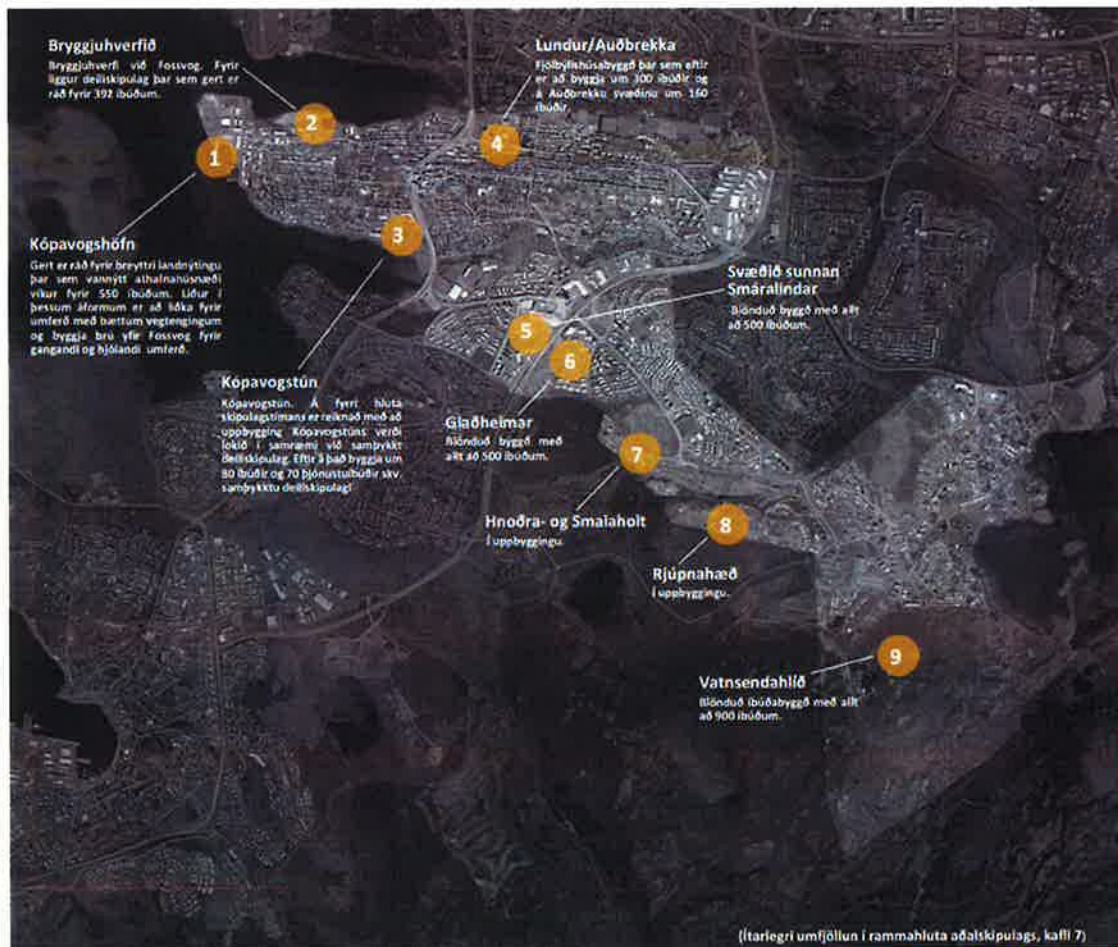 Bryggjuhverfið
Bryggjuhverfi við Fossvog. Fyrir
liggur deiliskipulag þar sem gert er
ráð fyrir 392 íbúðum.
Lundur/Auðbrekka
Fjölbýlishúsabyggð þar sem eftir
er að byggja um 300 íbúðir og
á Auðbrekku svæðinu um 160
íbúðir.
2
4
1
3
Kópavogshöfn
Gert er ráð fyrir breyttri landnýtingu
þar sem vannýtt athafnahúsnæði
víkur fyrir 550 íbúðum. Liður í
þessum áformum er að liðka fyrir
umferð með bættum vegtengingum
og byggja brú yfir Fossvog fyrir
gangandi og hjólandi umferð.
Svæðið sunnan
Smáralindar
Blönduð byggð með allt
að 500 íbúðum.
5
6
Kópavogstún
Kópavogstún. Á fyrri hluta
skipulagstímans er reiknað með að
uppbygging Kópavogstúns verði
lokið í samræmi við samþykkt
deiliskipulag. Eftir á það byggja um
80 íbúðir og 70 þjónustuíbúðir skv.
samþykktu deiliskipulagi
Glaðheimar
Blönduð byggð með
allt að 500 íbúðum.
7
Hnoðra- og Smalaholt
Í uppbyggingu.
8
Rjúpnahæð
Í uppbyggingu.
9
Vatnsendahlíð
Blönduð íbúðabyggð með allt
að 900 íbúðum.
(Ítarlegri umfjöllun í rammahluta aðalskipulags, kafli 7)